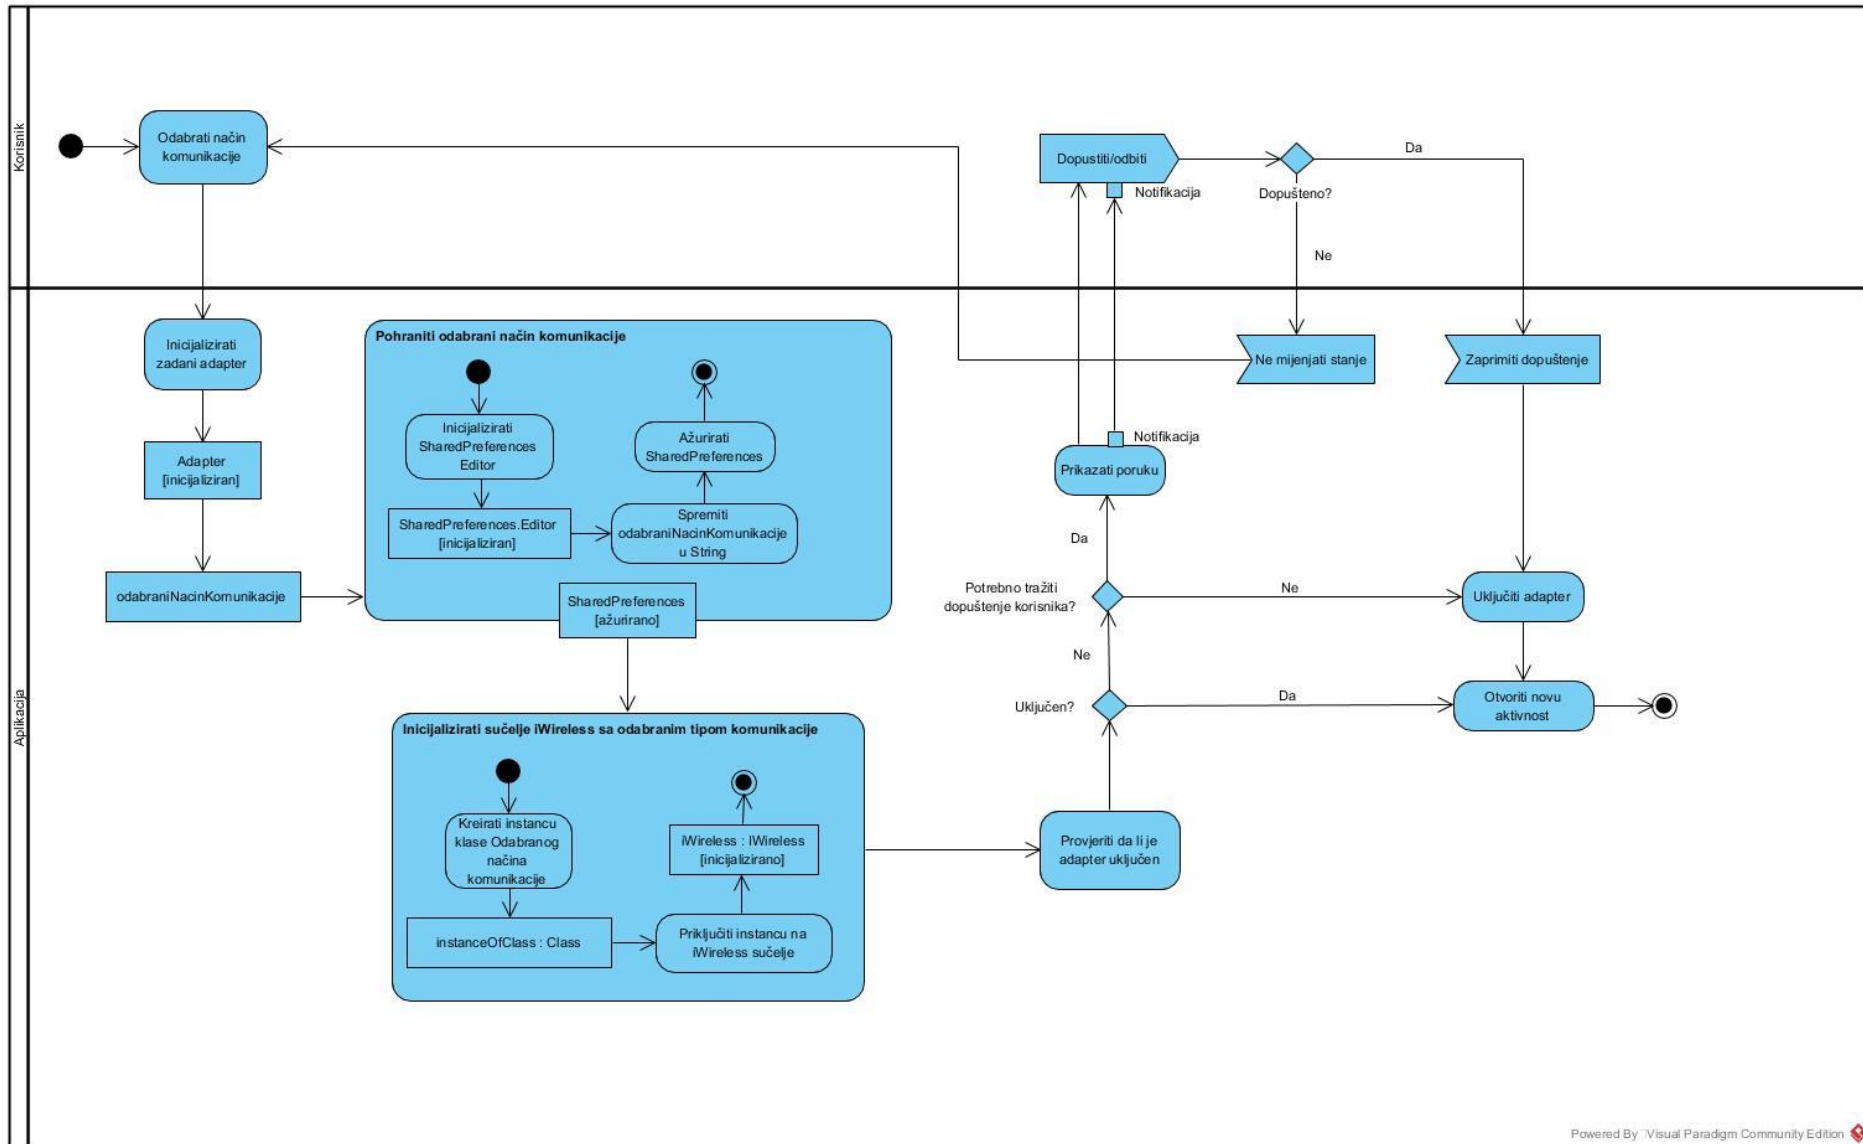 Korisnik
Odabrati način
komunikacije
Dopustiti/odbiti
Da
Notifikacija
Dopušteno?
Ne
Aplikacija
Inicijalizirati
zadani adapter
Adapter
[inicijaliziran]
odabraniNacinKomunikacije
Pohraniti odabrani način komunikacije
Inicijalizirati
SharedPreferences
Editor
SharedPreferences.Editor
[inicijaliziran]
Ažurirati
SharedPreferences
Spremiti
odabraniNacinKomunikacije
u String
SharedPreferences
[ažurirano]
Inicijalizirati sučelje iWireless sa odabranim tipom komunikacije
Kreirati instancu
klase Odabranog
načina
komunikacije
instanceOfClass : Class
iWireless : IWireless
[inicijalizirano]
Priključiti instancu na
iWireless sučelje
Ne mijenjati stanje
Zaprimiti dopuštenje
Notifikacija
Prikazati poruku
Da
Potrebno tražiti
dopuštenje korisnika?
Ne
Uključiti adapter
Ne
Uključen?
Da
Otvoriti novu
aktivnost
Provjeriti da li je
adapter uključen
Powered By Visual Paradigm Community Edition